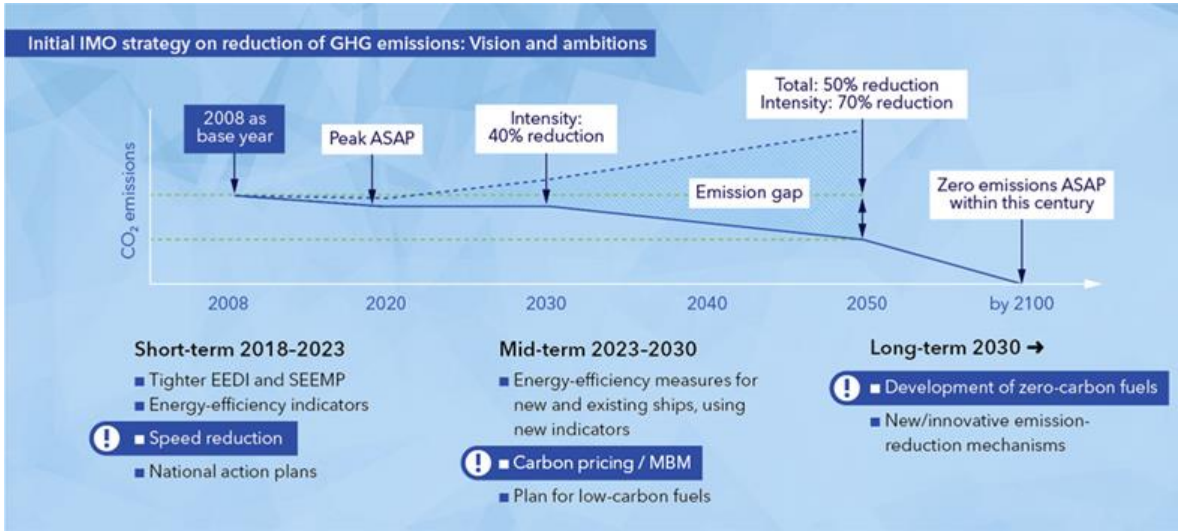 Initial IMO strategy on reduction of GHG emissions: Vision and ambitions
Total: 50% reduction
Intensity: 70% reduction
2008 as
base year
Peak ASAP
Intensity:
40% reduction
Emission gap
Zero emissions ASAP
within this century
CO₂ emissions
2008
2020
2030
2040
2050
by 2100
Short-term 2018–2023
■ Tighter EEDI and SEEMP
■ Energy-efficiency indicators
! ■ Speed reduction
■ National action plans
Mid-term 2023–2030
■ Energy-efficiency measures for
new and existing ships, using
new indicators
! ■ Carbon pricing / MBM
■ Plan for low-carbon fuels
Long-term 2030 ➔
! ■ Development of zero-carbon fuels
■ New/innovative emission-
reduction mechanisms